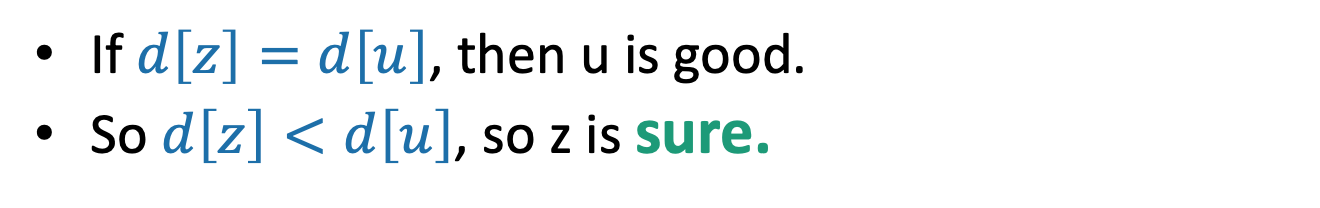 • If d[z] = d[u], then u is good.
• So d[z] < d[u], so z is sure.